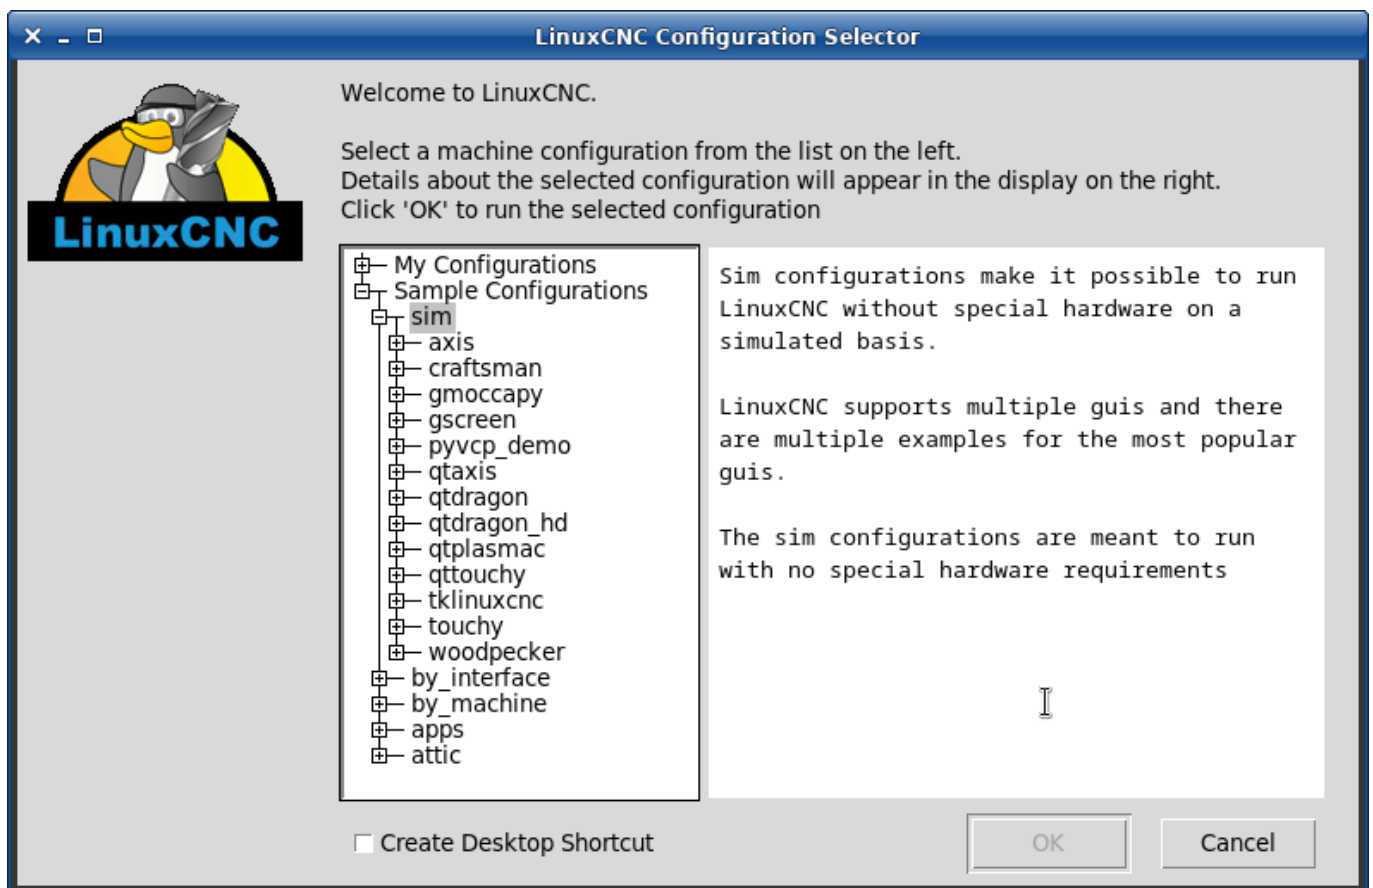 LinuxCNC Configuration Selector
LinuxCNC
Welcome to LinuxCNC.
Select a machine configuration from the list on the left.
Details about the selected configuration will appear in the display on the right.
Click 'OK' to run the selected configuration
My Configurations
Sample Configurations
sim
axis
craftsman
gmoccapy
gscreen
pyvcp_demo
qtaxis
qtdragon
qtdragon_hd
qtplasmac
qttouchy
tklinuxcnc
touchy
woodpecker
by_interface
by_machine
apps
attic
Sim configurations make it possible to run
LinuxCNC without special hardware on a
simulated basis.
LinuxCNC supports multiple guis and there
are multiple examples for the most popular
guis.
The sim configurations are meant to run
with no special hardware requirements
Create Desktop Shortcut
OK
Cancel